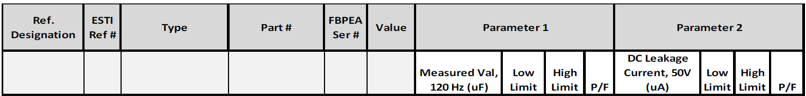 Ref. Designation
ESTI Ref #
Type
Part #
FBPEA Ser #
Value
Parameter 1
Parameter 2
Measured Val, 120 Hz (uF)
Low Limit
High Limit
P/F
DC Leakage Current, 50V (uA)
Low Limit
High Limit
P/F